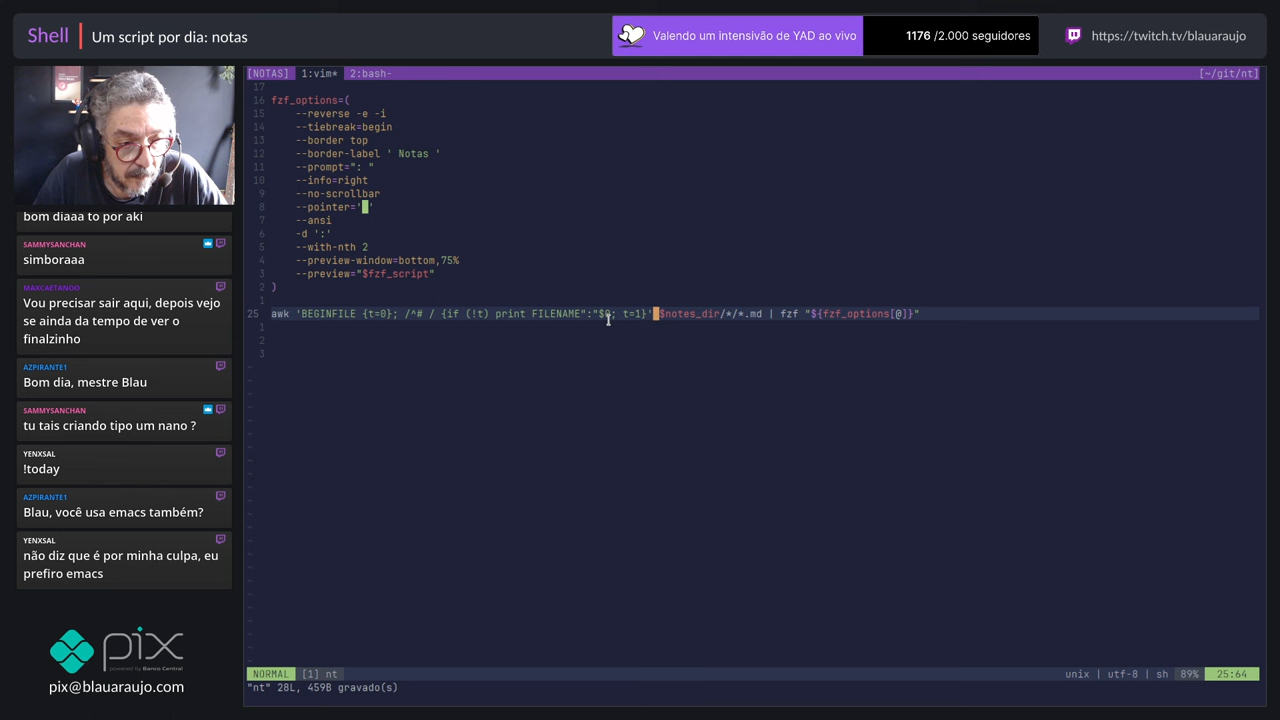 Shell
Um script por dia: notas
Valendo um intensivão de YAD ao vivo
1176 /2.000 seguidores
https://twitch.tv/blauaraujo
bom diaaa to por aki
SAMMYSANCHAN
simboraaa
MAXCAETANOO
Vou precisar sair aqui, depois vejo
se ainda da tempo de ver o
finalzinho
AZPIRANTE1
Bom dia, mestre Blau
SAMMYSANCHAN
tu tais criando tipo um nano ?
YENXSAL
!today
AZPIRANTE1
Blau, você usa emacs também?
YENXSAL
não diz que é por minha culpa, eu
prefiro emacs
pix
powered by Banco Central
pix@blauaraujo.com
[NOTAS] 1:vim* 2:bash- [~/git/nt]
17
16 fzf_options=(
15 --reverse -e -i
14 --tiebreak=begin
13 --border top
12 --border-label ' Notas '
11 --prompt=": "
10 --info=right
9 --no-scrollbar
8 --pointer=' '
7 --ansi
6 -d ':'
5 --with-nth 2
4 --preview-window=bottom,75%
3 --preview="$fzf_script"
2 )
1
25 awk 'BEGINFILE {t=0}; /^# / {if (!t) print FILENAME":"$0; t=1}' $notes_dir/*/*.md | fzf "${fzf_options[@]}"
1
2
3
NORMAL [1] nt unix | utf-8 | sh 89% 25:64
"nt" 28L, 459B gravado(s)